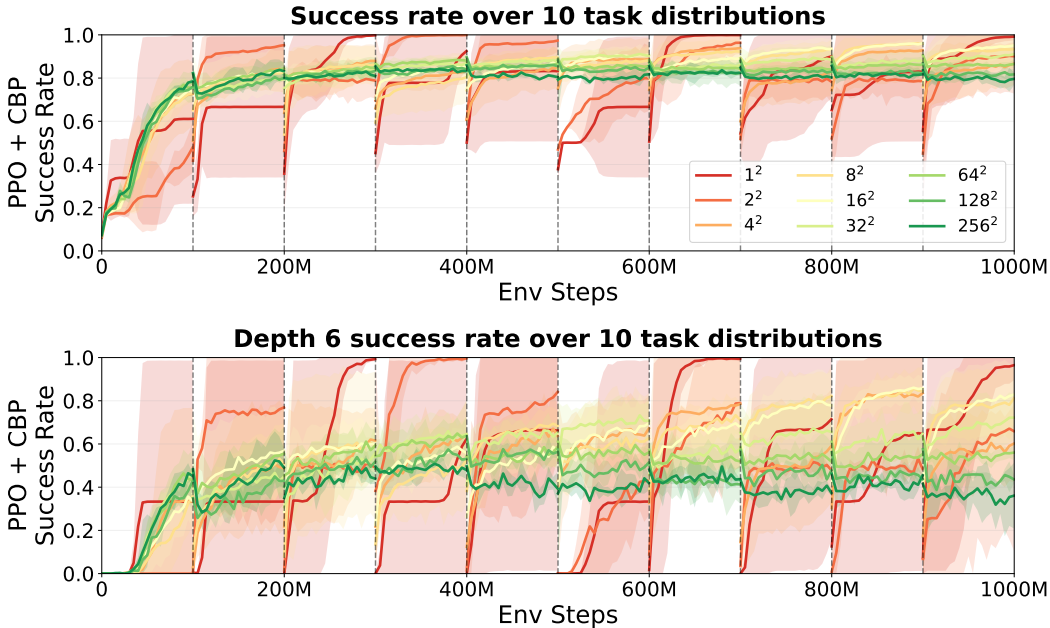 Success rate over 10 task distributions
PPO + CBP
Success Rate
1.0
0.8
0.6
0.4
0.2
0.0
1²
2²
4²
8²
16²
32²
64²
128²
256²
0
200M
400M
600M
800M
1000M
Env Steps
Depth 6 success rate over 10 task distributions
PPO + CBP
Success Rate
1.0
0.8
0.6
0.4
0.2
0.0
0
200M
400M
600M
800M
1000M
Env Steps